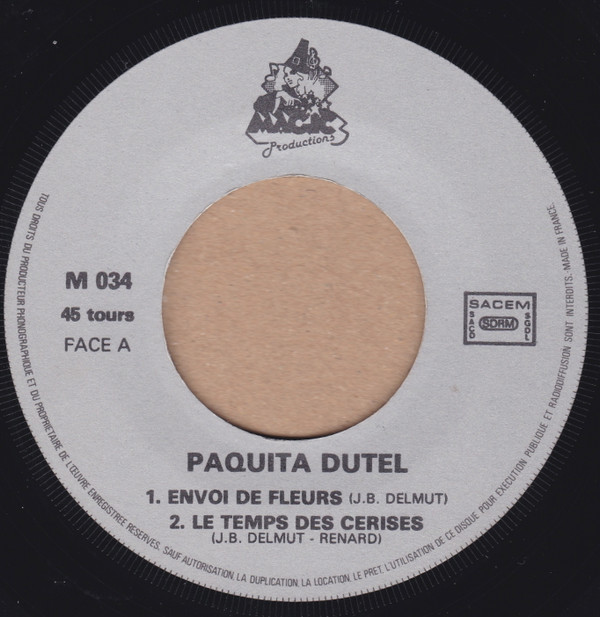 MAGIC
Productions
M 034
45 tours
FACE A
SACEM
SACD
SDRM
SGDL
PAQUITA DUTEL
1. ENVOI DE FLEURS (J.B. DELMUT)
2. LE TEMPS DES CERISES
(J.B. DELMUT - RENARD)
TOUS DROITS DU PRODUCTEUR PHONOGRAPHIQUE ET DU PROPRIETAIRE DE L'ŒUVRE ENREGISTREE RESERVES. SAUF AUTORISATION, LA DUPLICATION, LA LOCATION, LE PRET, L'UTILISATION DE CE DISQUE POUR EXECUTION PUBLIQUE ET RADIODIFFUSION SONT INTERDITS. MADE IN FRANCE.